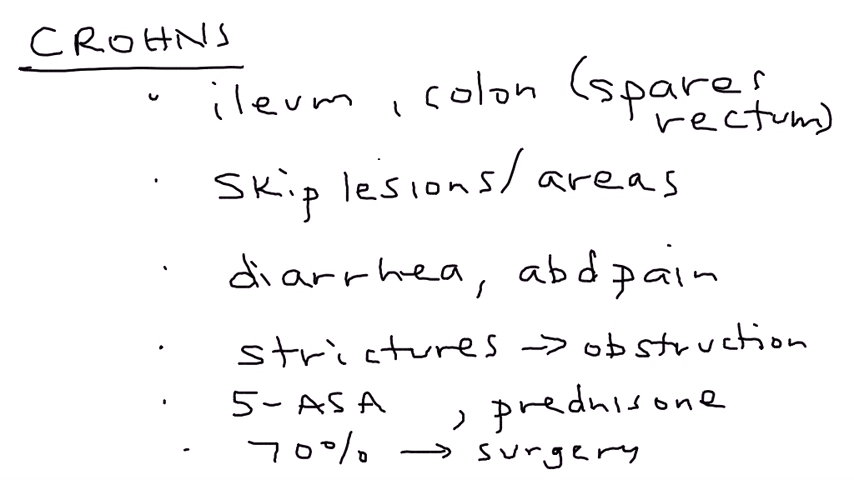 CROHNS
· ileum, colon (spares
rectum)
· skip lesions/areas
· diarrhea, abd pain
· strictures → obstruction
· 5-ASA, prednisone
· 70% → surgery